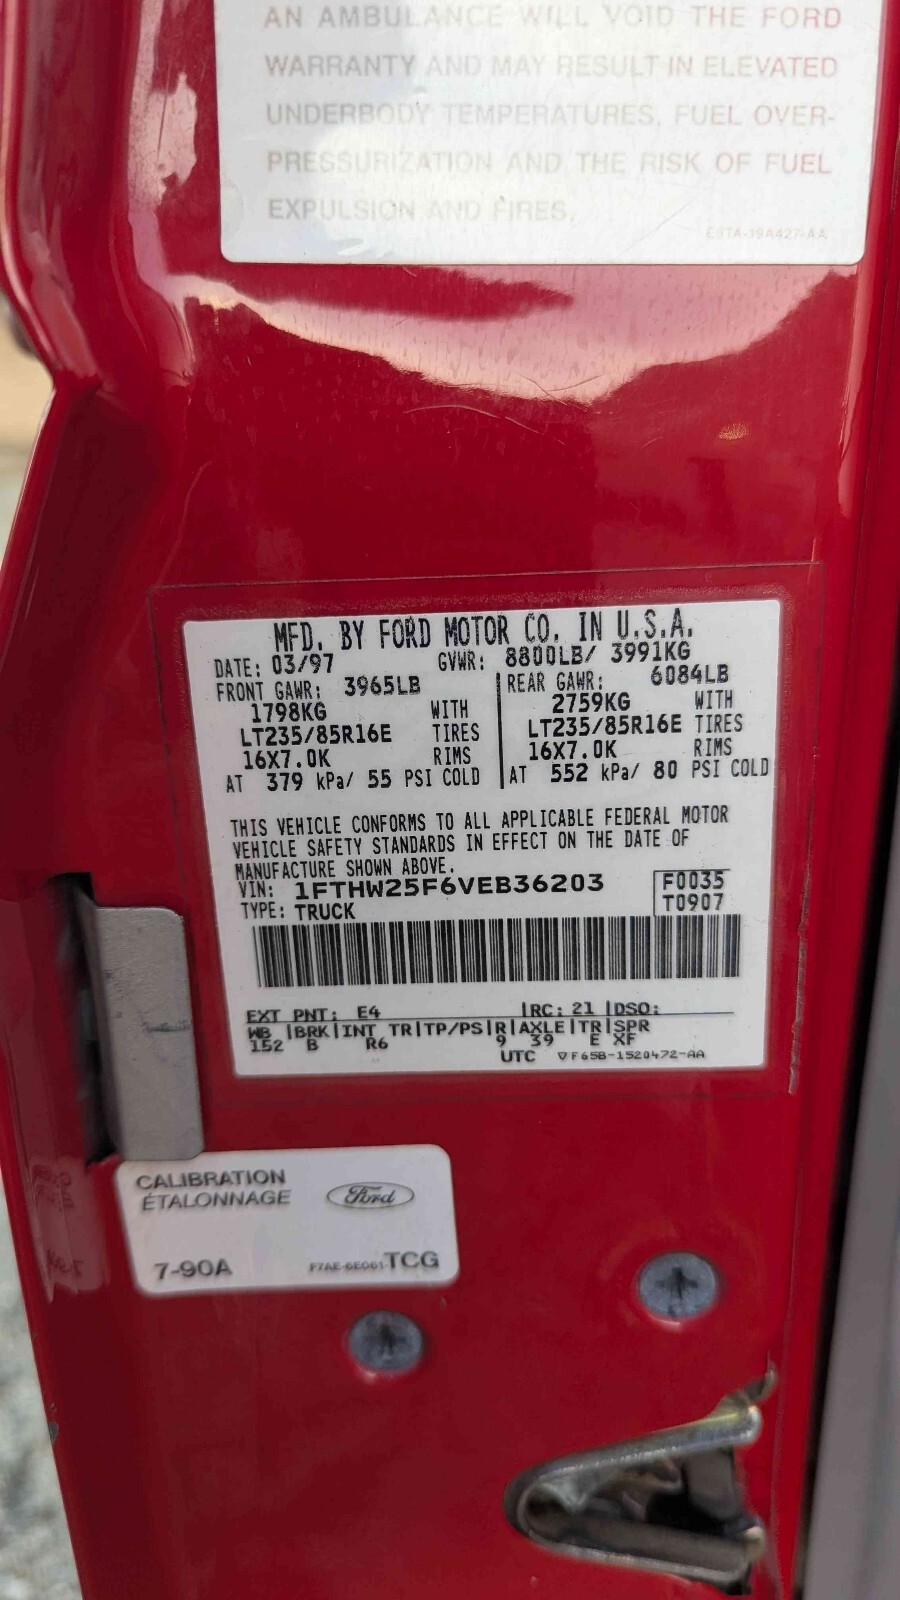 AN AMBULANCE WILL VOID THE FORD
WARRANTY AND MAY RESULT IN ELEVATED
UNDERBODY TEMPERATURES, FUEL OVER-
PRESSURIZATION AND THE RISK OF FUEL
EXPULSION AND FIRES.
E9TA-19A427-AA
MFD. BY FORD MOTOR CO. IN U.S.A.
DATE: 03/97 GVWR: 8800LB/ 3991KG
FRONT GAWR: 3965LB REAR GAWR: 6084LB
1798KG WITH 2759KG WITH
LT235/85R16E TIRES LT235/85R16E TIRES
16X7.0K RIMS 16X7.0K RIMS
AT 379 kPa/ 55 PSI COLD AT 552 kPa/ 80 PSI COLD
THIS VEHICLE CONFORMS TO ALL APPLICABLE FEDERAL MOTOR
VEHICLE SAFETY STANDARDS IN EFFECT ON THE DATE OF
MANUFACTURE SHOWN ABOVE.
VIN: 1FTHW25F6VEB36203 F0035
TYPE: TRUCK T0907
EXT PNT: E4 |RC: 21 |DSO:
WB |BRK|INT TR|TP/PS|R|AXLE|TR|SPR
152 B R6 9 39 E XF
UTC ▽F65B-1520472-AA
CALIBRATION
ÉTALONNAGE Ford
7-90A F7AE-6E061-TCG